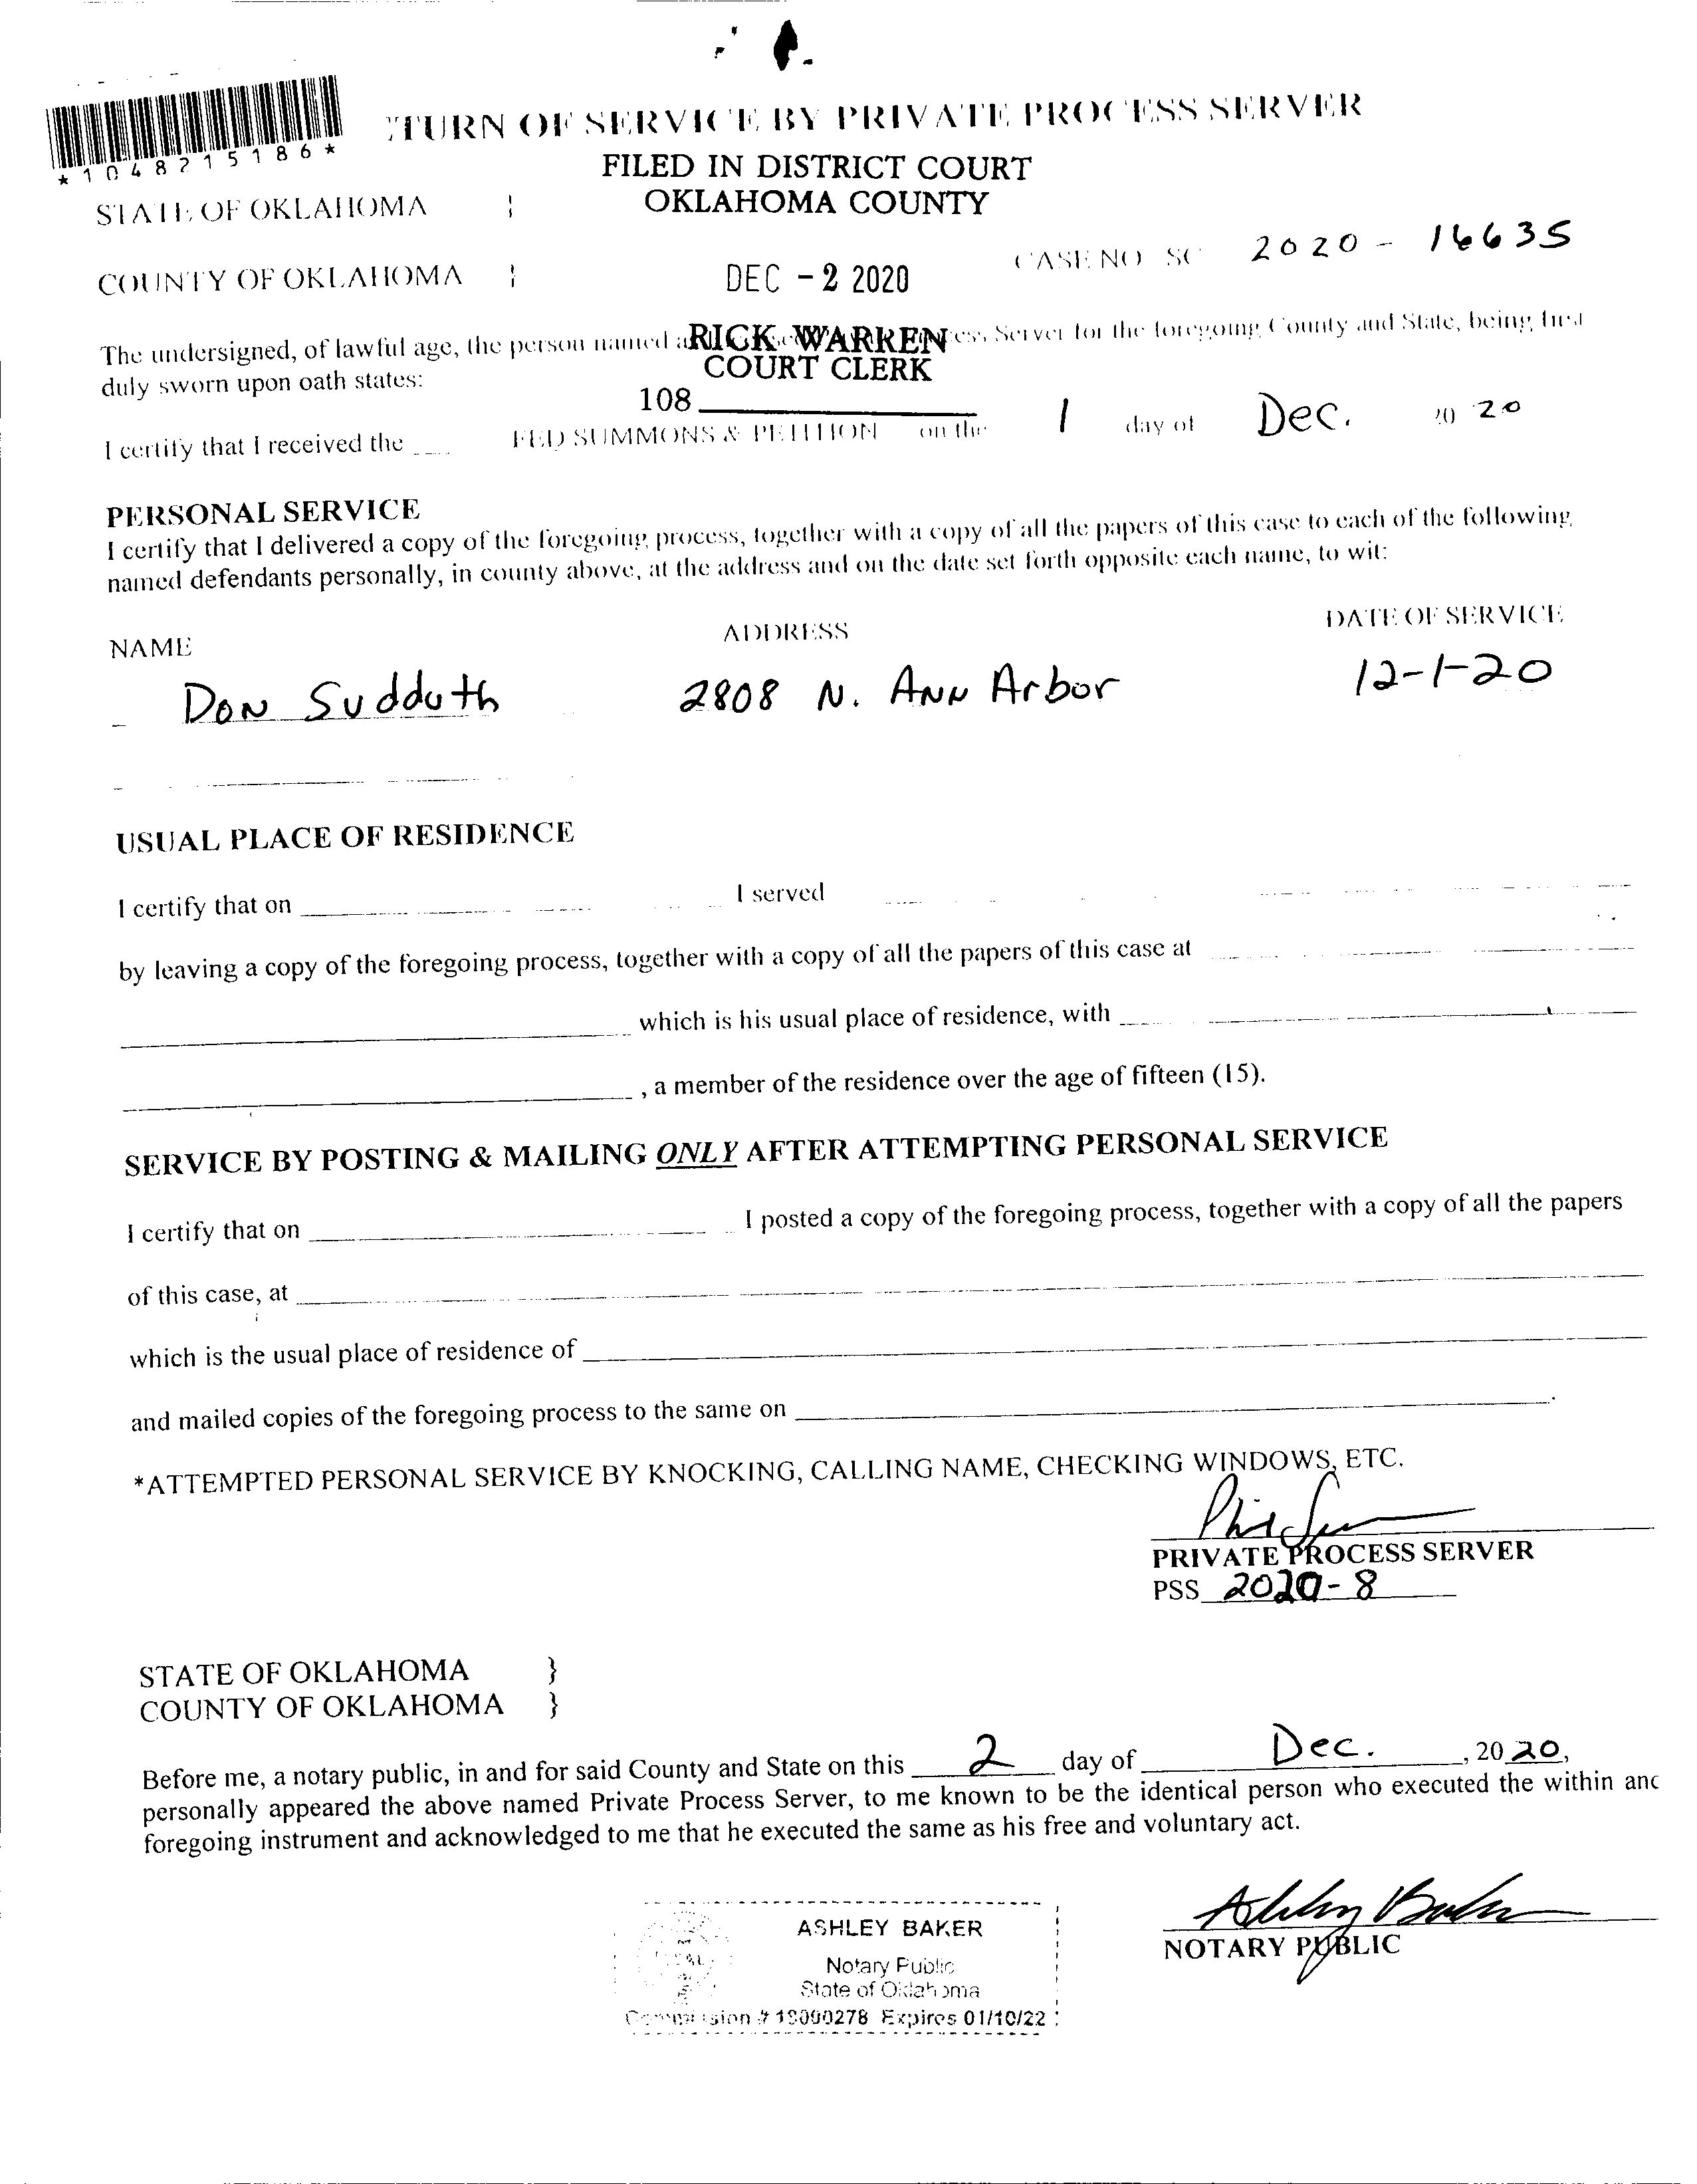 TURN OF SERVICE BY PRIVATE PROCESS SERVER
*1048215186*
FILED IN DISTRICT COURT
OKLAHOMA COUNTY
STATE OF OKLAHOMA }
CASE NO SC 2020 - 16635
COUNTY OF OKLAHOMA }
DEC - 2 2020
The undersigned, of lawful age, the person named Server for the foregoing County and State, being first
RICK WARREN
COURT CLERK
duly sworn upon oath states:
108
I certify that I received the FED SUMMONS & PETITION on the 1 day of Dec. 20 20
PERSONAL SERVICE
I certify that I delivered a copy of the foregoing process, together with a copy of all the papers of this case to each of the following
named defendants personally, in county above, at the address and on the date set forth opposite each name, to wit:
NAME ADDRESS DATE OF SERVICE
Don Sudduth 2808 N. Ann Arbor 12-1-20
USUAL PLACE OF RESIDENCE
I certify that on I served
by leaving a copy of the foregoing process, together with a copy of all the papers of this case at
which is his usual place of residence, with
, a member of the residence over the age of fifteen (15).
SERVICE BY POSTING & MAILING ONLY AFTER ATTEMPTING PERSONAL SERVICE
I certify that on I posted a copy of the foregoing process, together with a copy of all the papers
of this case, at
which is the usual place of residence of
and mailed copies of the foregoing process to the same on .
*ATTEMPTED PERSONAL SERVICE BY KNOCKING, CALLING NAME, CHECKING WINDOWS, ETC.
PRIVATE PROCESS SERVER
PSS 2020-8
STATE OF OKLAHOMA }
COUNTY OF OKLAHOMA }
Before me, a notary public, in and for said County and State on this 2 day of Dec. , 20 20,
personally appeared the above named Private Process Server, to me known to be the identical person who executed the within anc
foregoing instrument and acknowledged to me that he executed the same as his free and voluntary act.
Ashley Baker
NOTARY PUBLIC
ASHLEY BAKER
Notary Public
State of Oklahoma
Commission # Expires 01/10/22